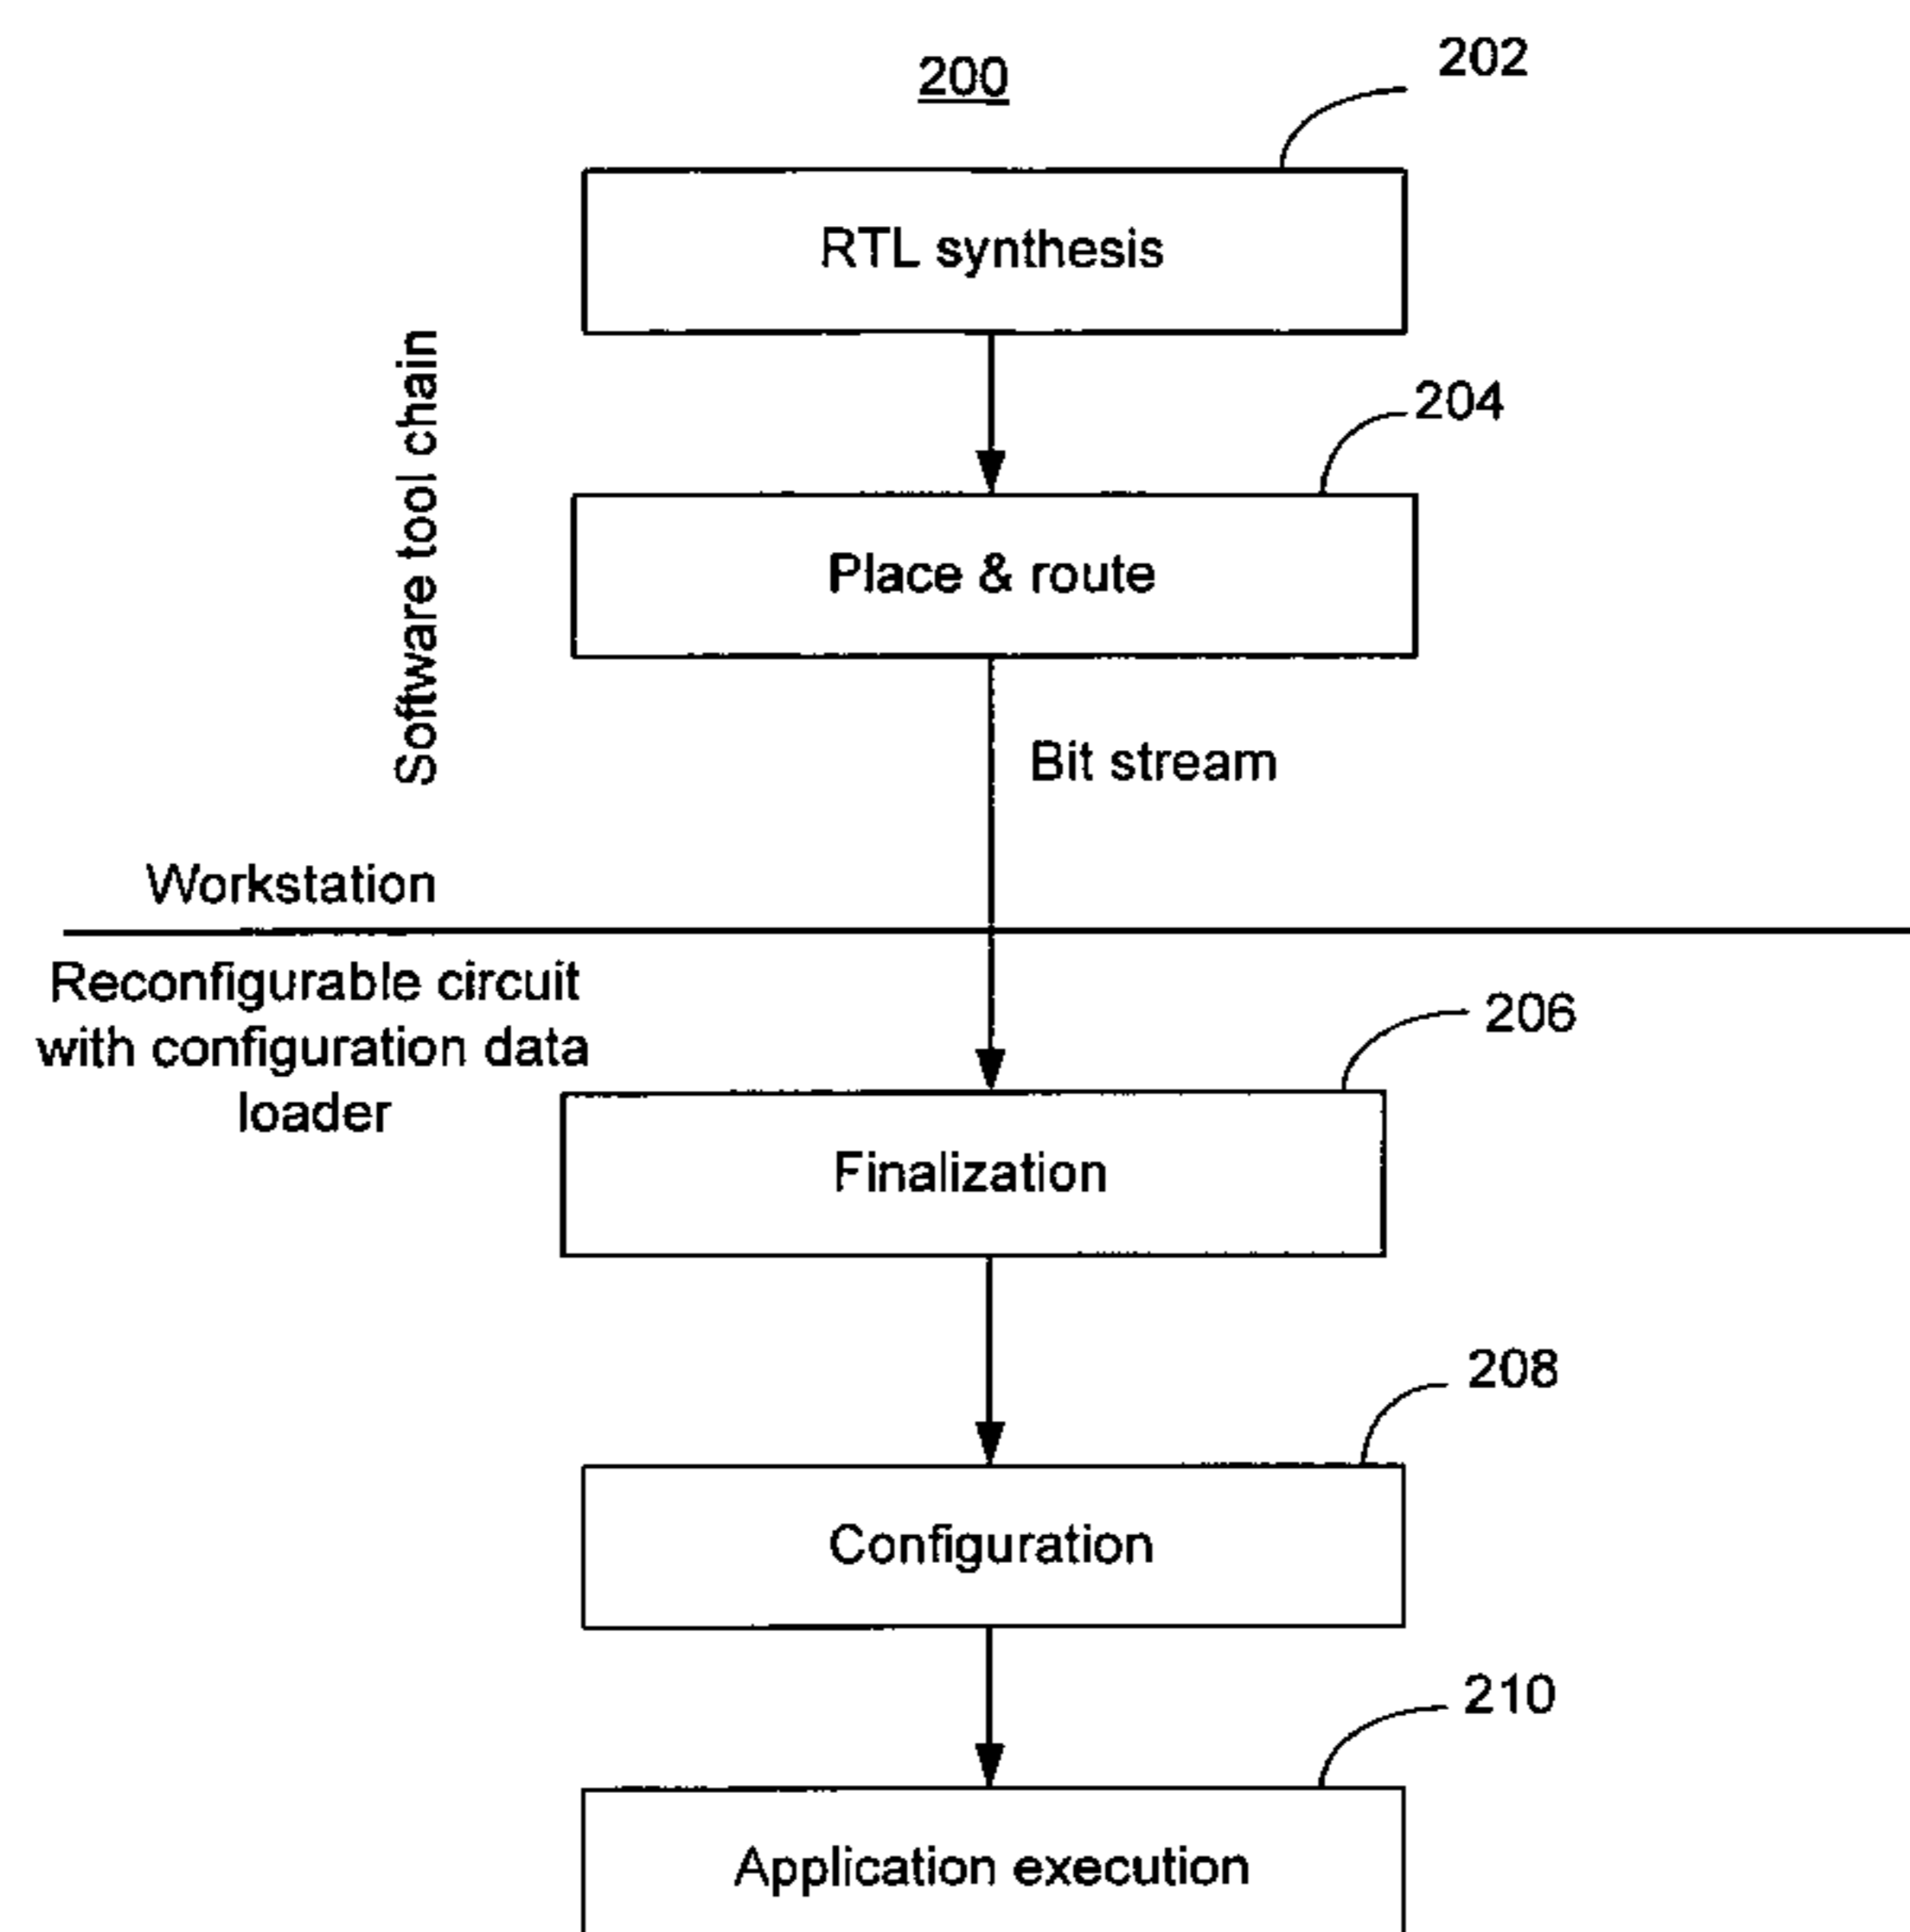 200
202
RTL synthesis
204
Place & route
Software tool chain
Bit stream
Workstation
Reconfigurable circuit
with configuration data
loader
206
Finalization
208
Configuration
210
Application execution